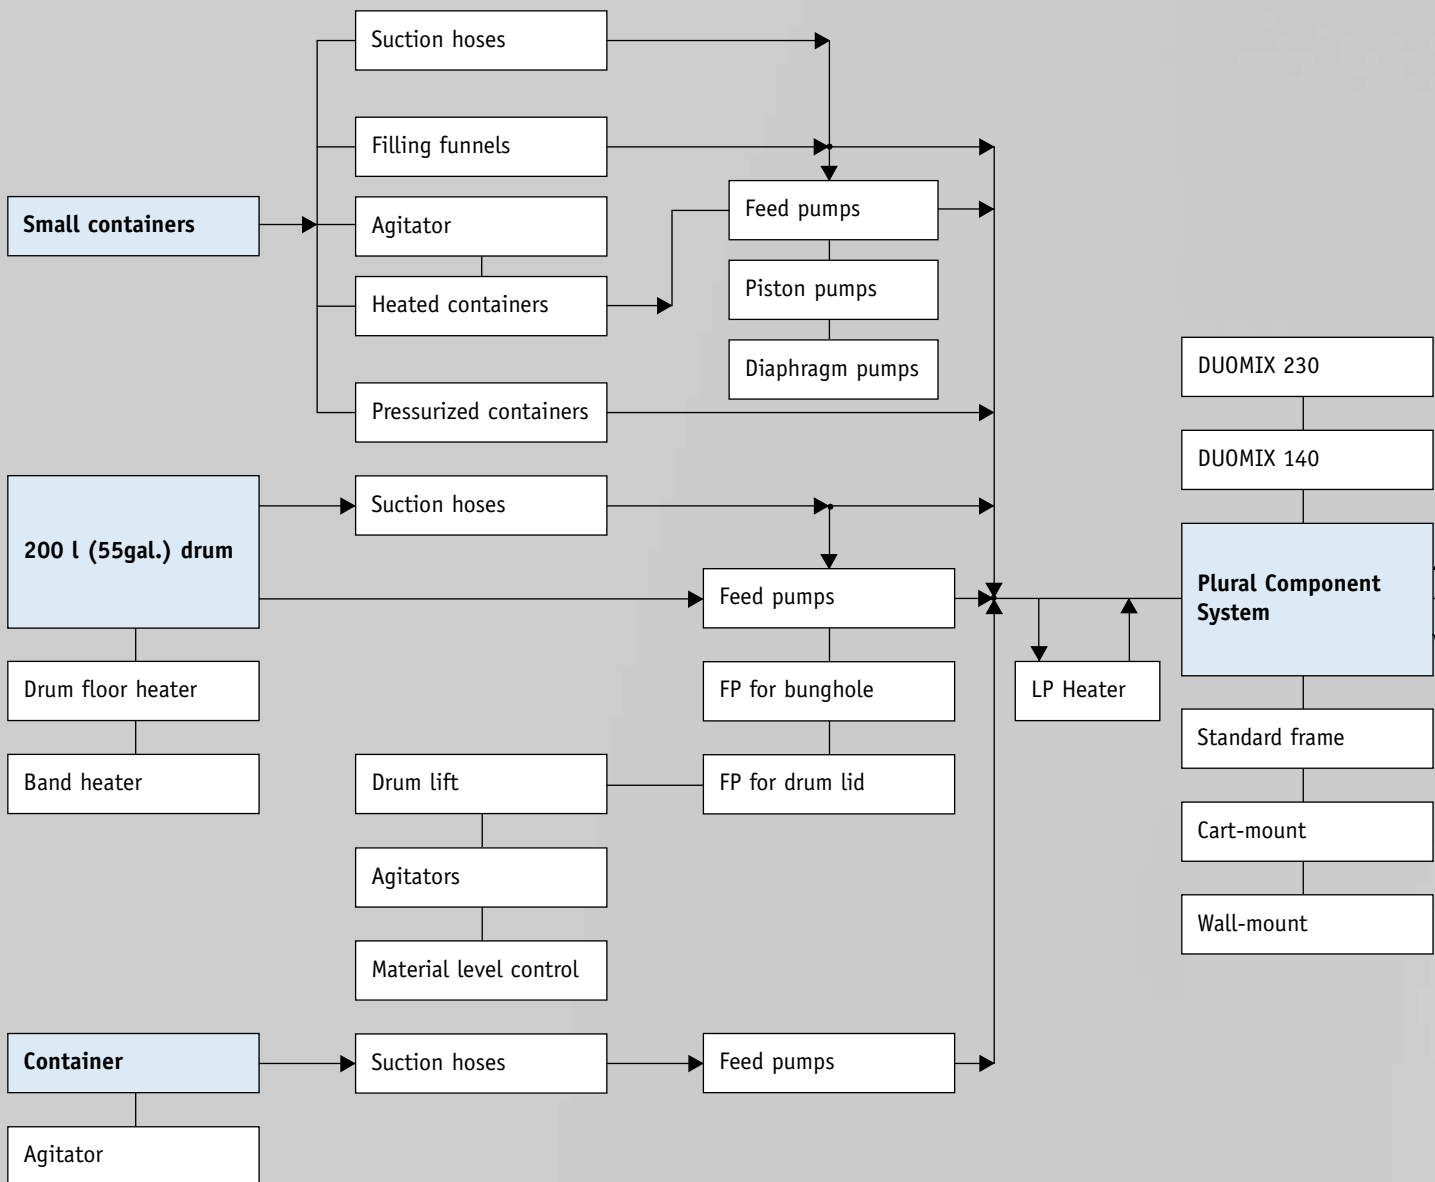 Suction hoses
Filling funnels
Small containers
Agitator
Feed pumps
Heated containers
Piston pumps
Diaphragm pumps
Pressurized containers
DUOMIX 230
DUOMIX 140
200 l (55gal.) drum
Suction hoses
Feed pumps
Plural Component
System
Drum floor heater
FP for bunghole
LP Heater
Standard frame
Band heater
Drum lift
FP for drum lid
Cart-mount
Agitators
Wall-mount
Material level control
Container
Suction hoses
Feed pumps
Agitator